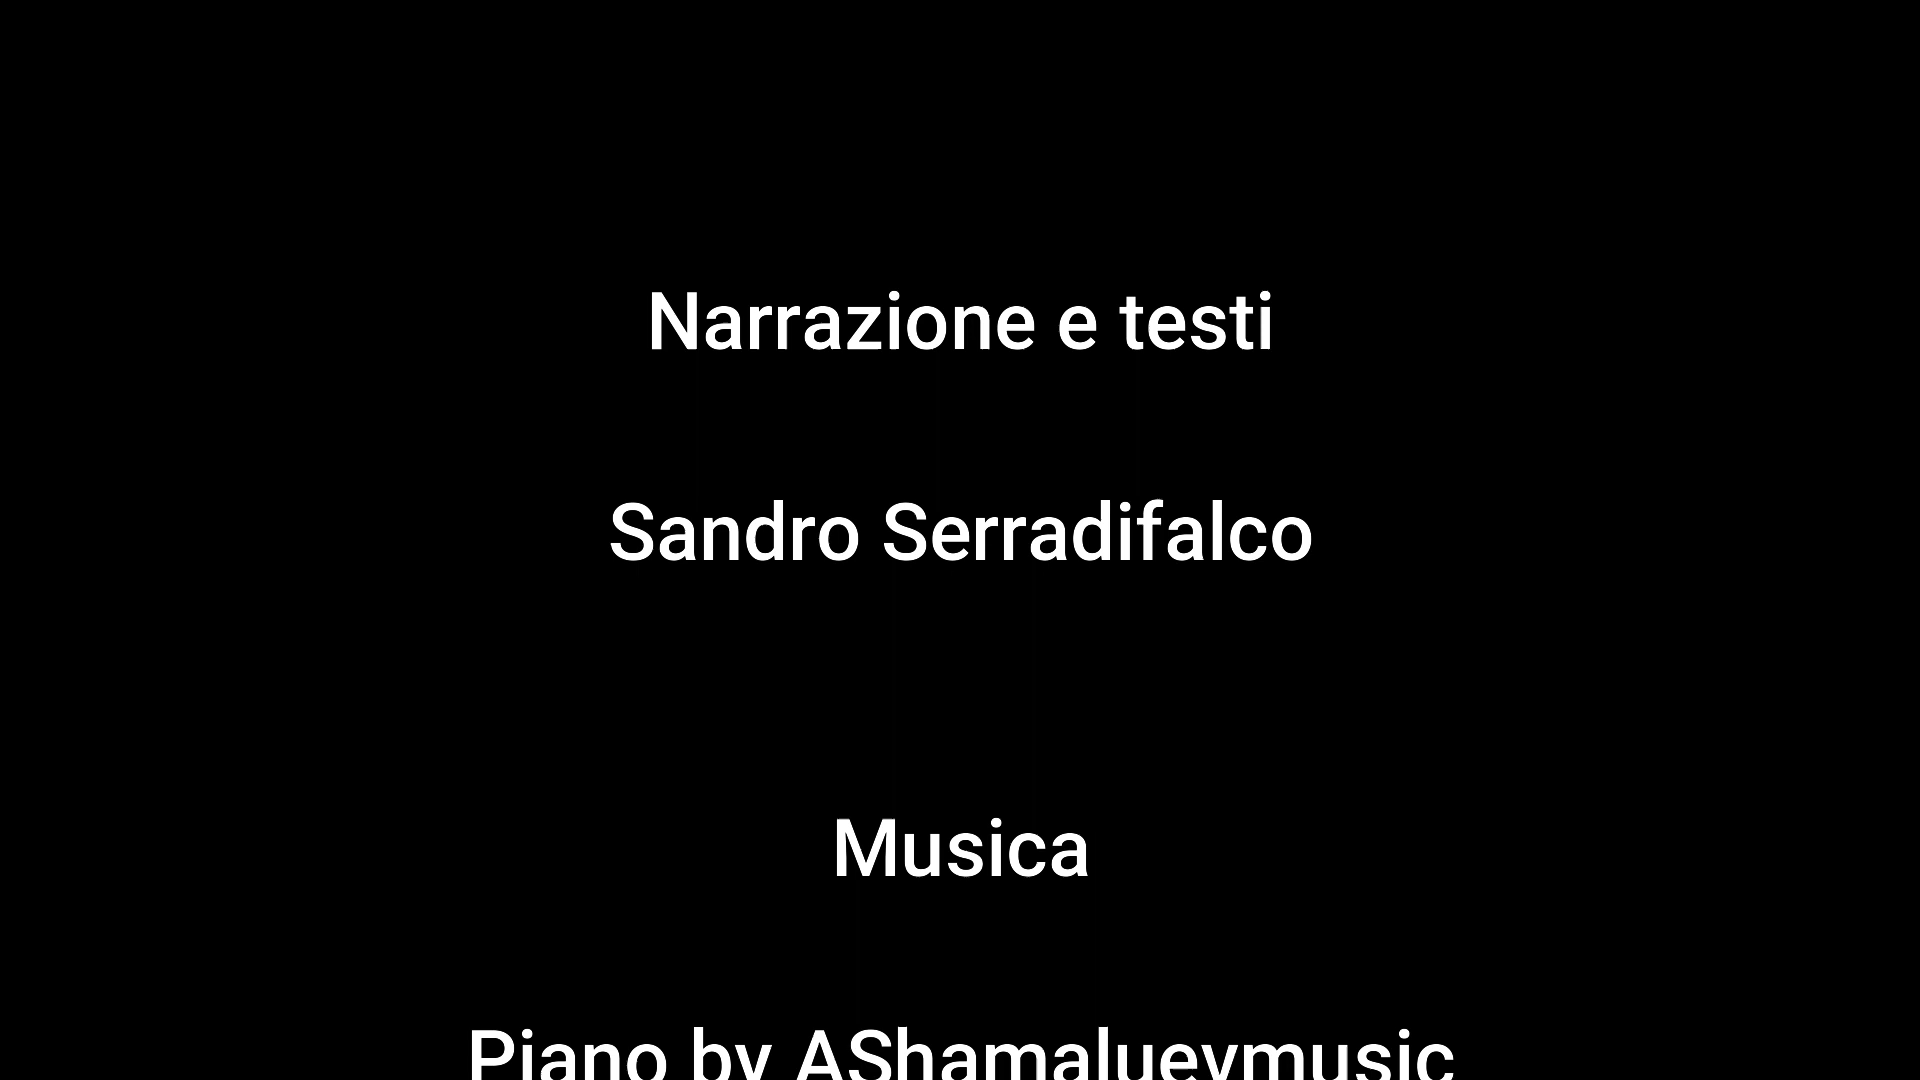 Narrazione e testi
Sandro Serradifalco
Musica
Piano by AShamaluevmusic